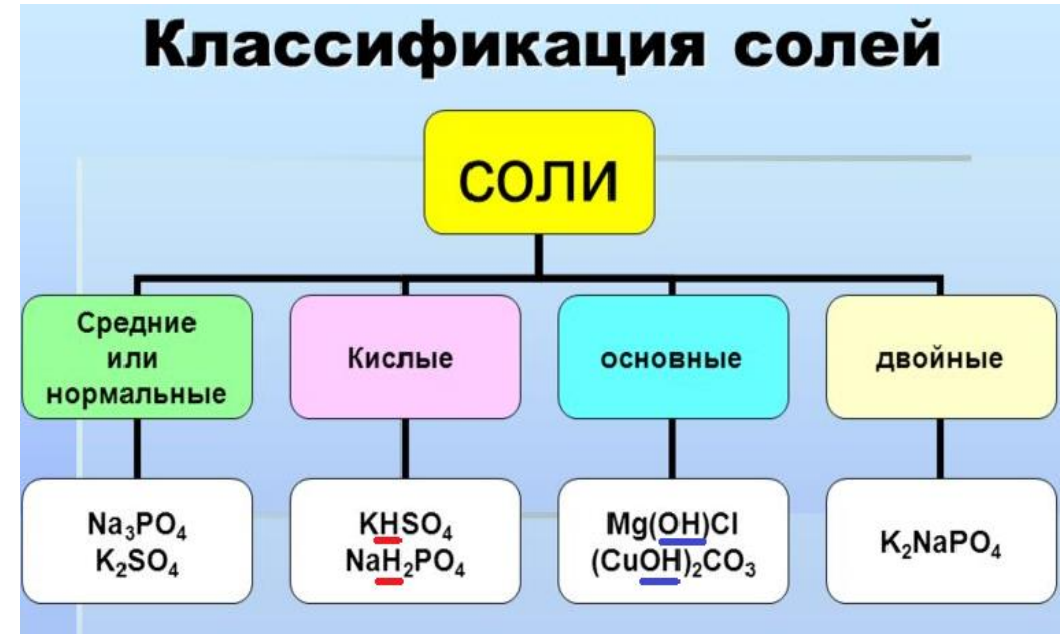 Классификация солей
СОЛИ
Средние
или
нормальные
Кислые
основные
двойные
Na₃PO₄
K₂SO₄
KHSO₄
NaH₂PO₄
Mg(OH)Cl
(CuOH)₂CO₃
K₂NaPO₄